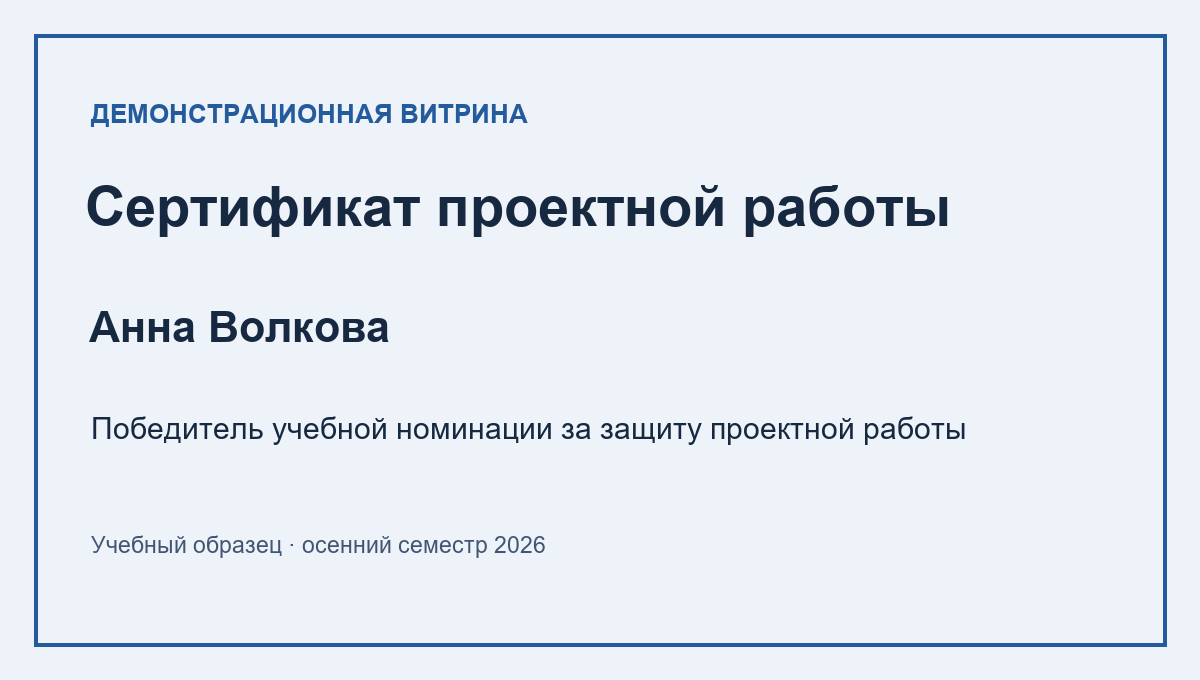 ДЕМОНСТРАЦИОННАЯ ВИТРИНА
Сертификат проектной работы
Анна Волкова
Победитель учебной номинации за защиту проектной работы
Учебный образец · осенний семестр 2026